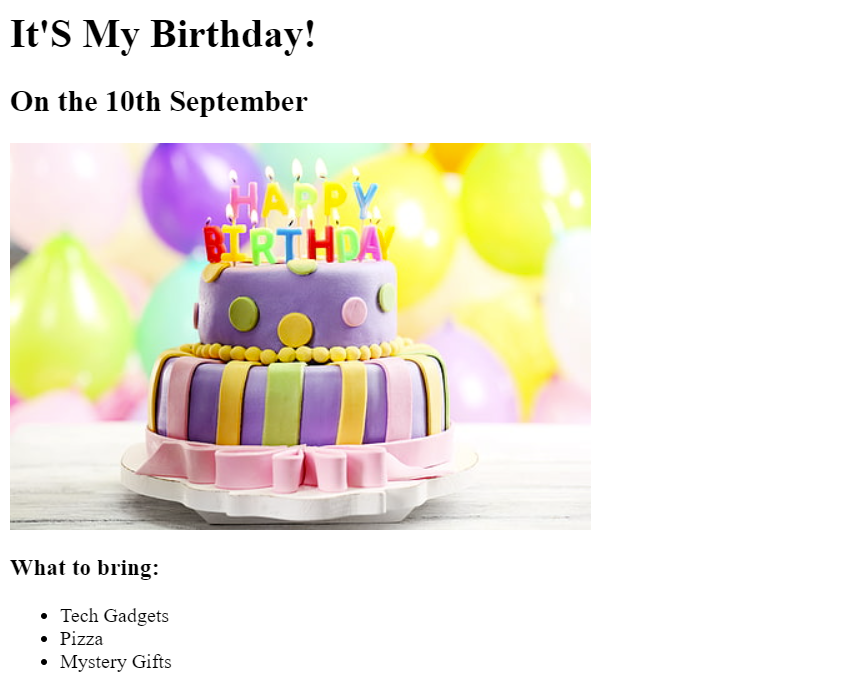 It'S My Birthday!
On the 10th September
HAPPY
BIRTHDAY
What to bring:
Tech Gadgets
Pizza
Mystery Gifts